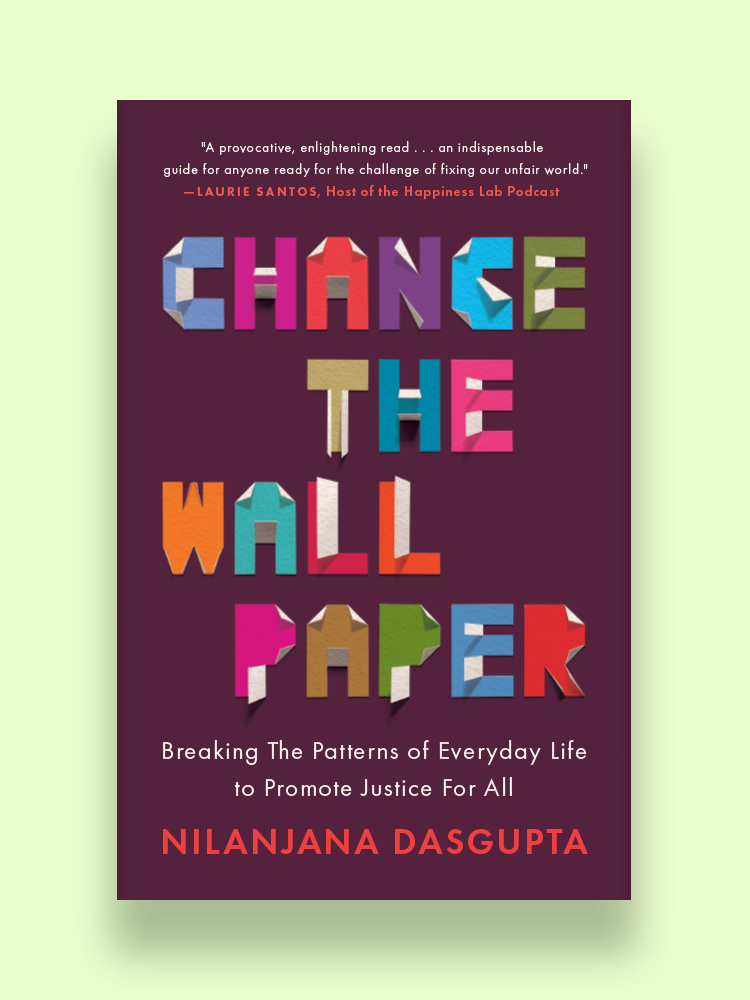 "A provocative, enlightening read . . . an indispensable
guide for anyone ready for the challenge of fixing our unfair world."
—LAURIE SANTOS, Host of the Happiness Lab Podcast
CHANGE
THE
WALL
PAPER
Breaking The Patterns of Everyday Life
to Promote Justice For All
NILANJANA DASGUPTA